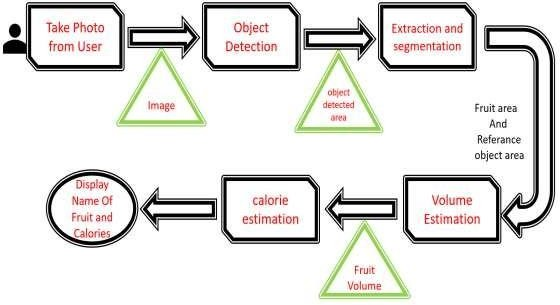 Take Photo
from User
Image
Object
Detection
object
detected
area
Extraction and
segmentation
Fruit area
And
Referance
object area
Volume
Estimation
Fruit
Volume
calorie
estimation
Display
Name Of
Fruit and
Calories